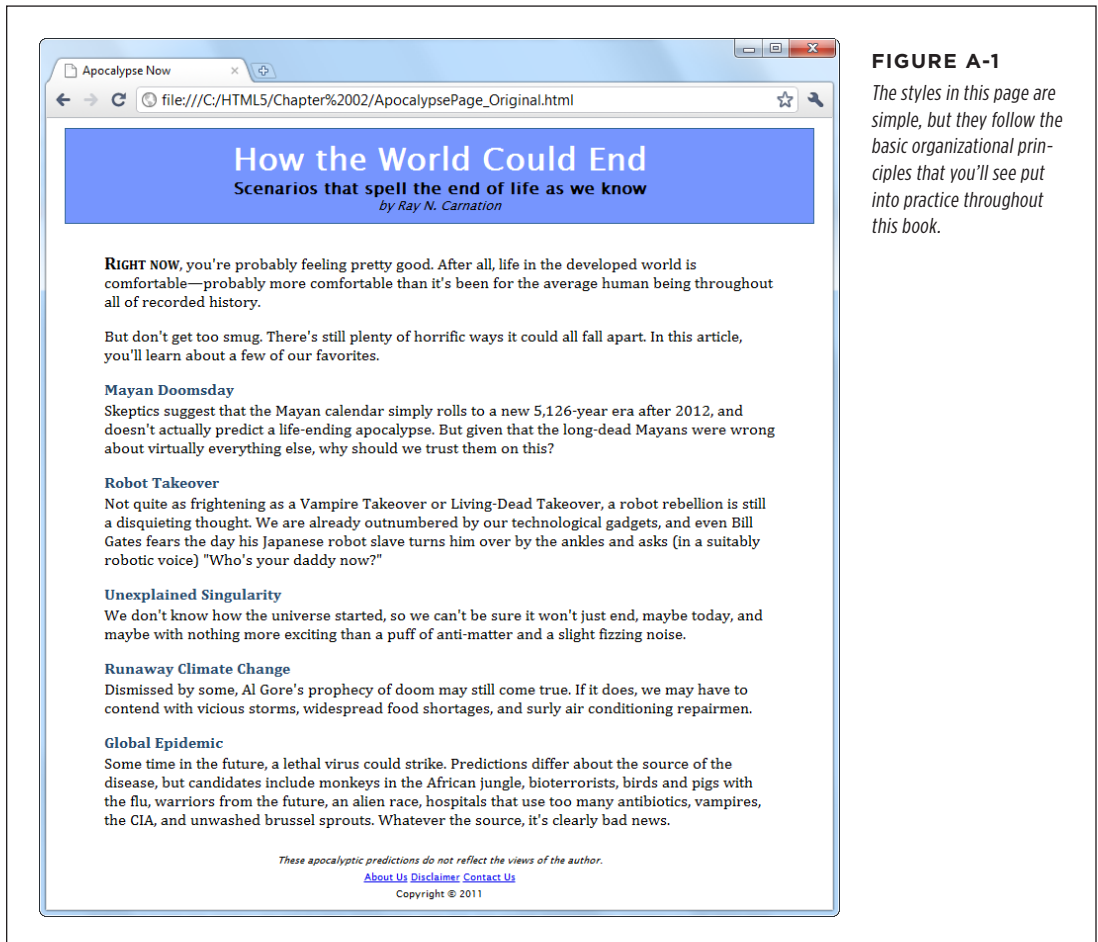 Apocalypse Now
file:///C:/HTML5/Chapter%2002/ApocalypsePage_Original.html
How the World Could End
Scenarios that spell the end of life as we know
by Ray N. Carnation
RIGHT NOW, you're probably feeling pretty good. After all, life in the developed world is
comfortable—probably more comfortable than it's been for the average human being throughout
all of recorded history.
But don't get too smug. There's still plenty of horrific ways it could all fall apart. In this article,
you'll learn about a few of our favorites.
Mayan Doomsday
Skeptics suggest that the Mayan calendar simply rolls to a new 5,126-year era after 2012, and
doesn't actually predict a life-ending apocalypse. But given that the long-dead Mayans were wrong
about virtually everything else, why should we trust them on this?
Robot Takeover
Not quite as frightening as a Vampire Takeover or Living-Dead Takeover, a robot rebellion is still
a disquieting thought. We are already outnumbered by our technological gadgets, and even Bill
Gates fears the day his Japanese robot slave turns him over by the ankles and asks (in a suitably
robotic voice) "Who's your daddy now?"
Unexplained Singularity
We don't know how the universe started, so we can't be sure it won't just end, maybe today, and
maybe with nothing more exciting than a puff of anti-matter and a slight fizzing noise.
Runaway Climate Change
Dismissed by some, Al Gore's prophecy of doom may still come true. If it does, we may have to
contend with vicious storms, widespread food shortages, and surly air conditioning repairmen.
Global Epidemic
Some time in the future, a lethal virus could strike. Predictions differ about the source of the
disease, but candidates include monkeys in the African jungle, bioterrorists, birds and pigs with
the flu, warriors from the future, an alien race, hospitals that use too many antibiotics, vampires,
the CIA, and unwashed brussel sprouts. Whatever the source, it's clearly bad news.
These apocalyptic predictions do not reflect the views of the author.
About Us Disclaimer Contact Us
Copyright © 2011
FIGURE A-1
The styles in this page are
simple, but they follow the
basic organizational prin-
ciples that you'll see put
into practice throughout
this book.